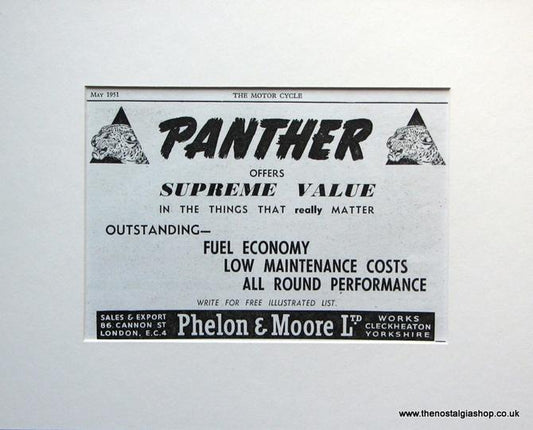 MAY 1951 THE MOTOR CYCLE
PANTHER
OFFERS
SUPREME VALUE
IN THE THINGS THAT really MATTER
OUTSTANDING—
FUEL ECONOMY
LOW MAINTENANCE COSTS
ALL ROUND PERFORMANCE
WRITE FOR FREE ILLUSTRATED LIST.
SALES & EXPORT
86 CANNON ST
LONDON, E.C.4
Phelon & Moore LTD
WORKS
CLECKHEATON
YORKSHIRE
www.thenostalgiashop.co.uk